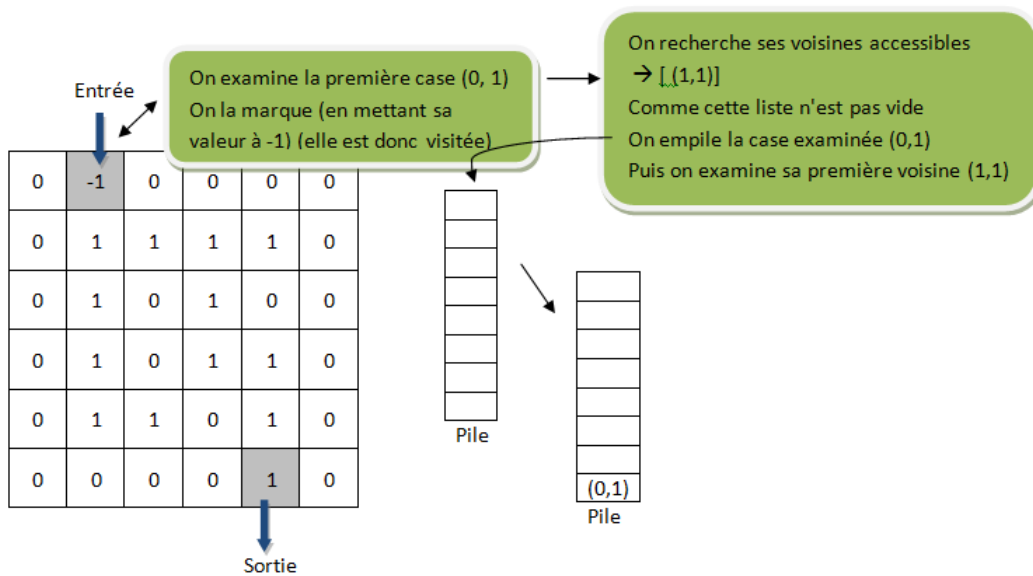 On examine la première case (0, 1)
On la marque (en mettant sa
valeur à -1) (elle est donc visitée)
On recherche ses voisines accessibles
→ [ (1,1)]
Comme cette liste n'est pas vide
On empile la case examinée (0,1)
Puis on examine sa première voisine (1,1)
Entrée
0 -1 0 0 0 0
0 1 1 1 1 0
0 1 0 1 0 0
0 1 0 1 1 0
0 1 1 0 1 0
0 0 0 0 1 0
Sortie
Pile
(0,1)
Pile